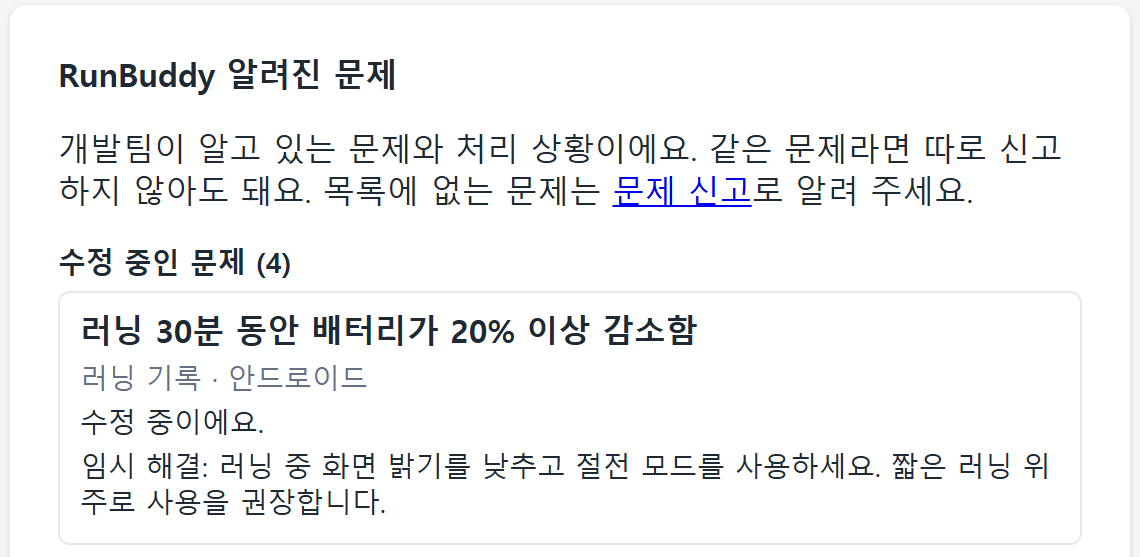 RunBuddy 알려진 문제
개발팀이 알고 있는 문제와 처리 상황이에요. 같은 문제라면 따로 신고
하지 않아도 돼요. 목록에 없는 문제는 문제 신고로 알려 주세요.
수정 중인 문제 (4)
러닝 30분 동안 배터리가 20% 이상 감소함
러닝 기록 · 안드로이드
수정 중이에요.
임시 해결: 러닝 중 화면 밝기를 낮추고 절전 모드를 사용하세요. 짧은 러닝 위
주로 사용을 권장합니다.